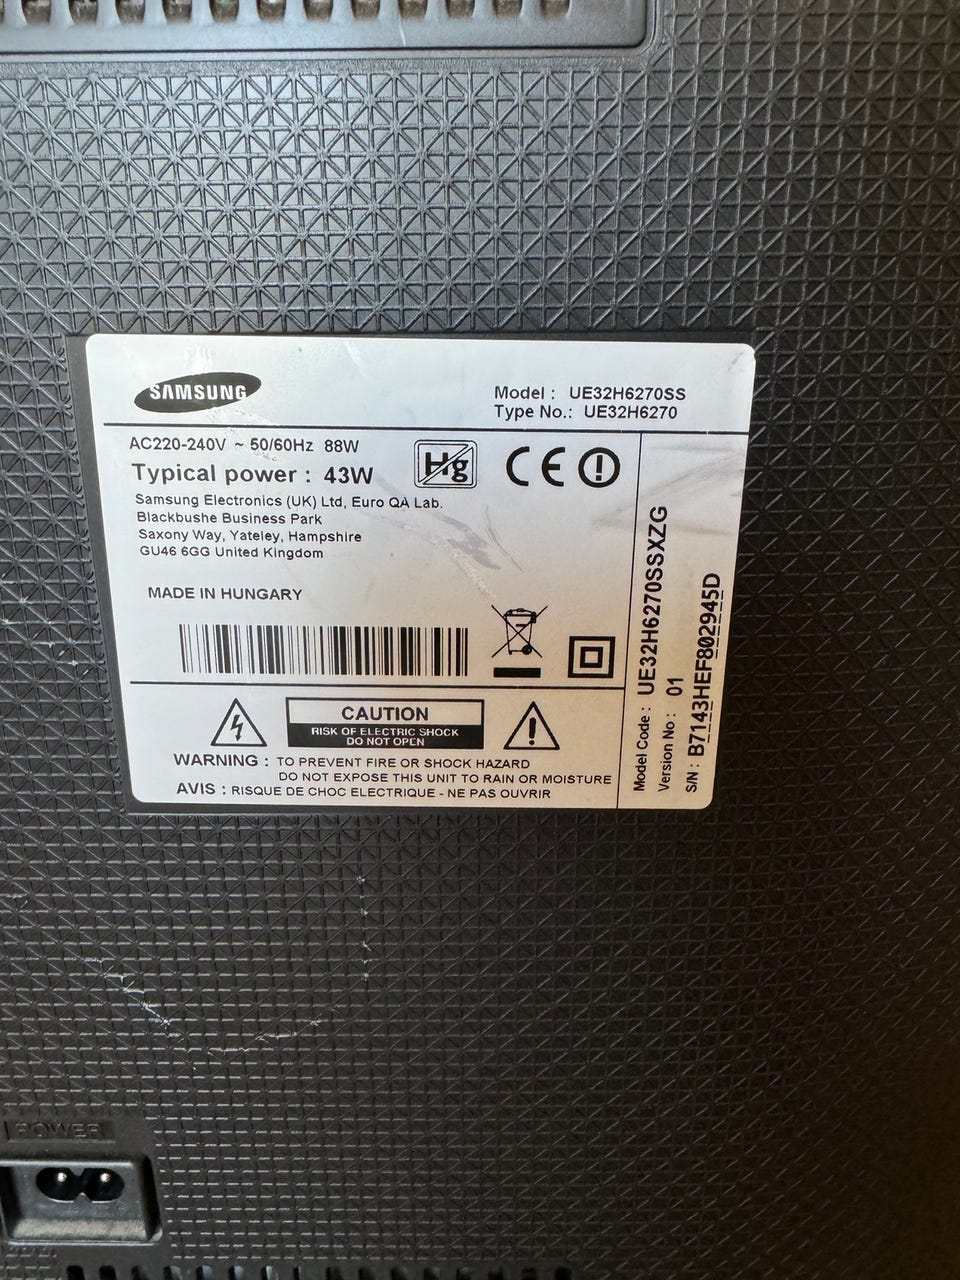 SAMSUNG
Model : UE32H6270SS
Type No.: UE32H6270
AC220-240V ~ 50/60Hz 88W
Typical power : 43W
Hg
CE
Samsung Electronics (UK) Ltd, Euro QA Lab.
Blackbushe Business Park
Saxony Way, Yateley, Hampshire
GU46 6GG United Kingdom
MADE IN HUNGARY
CAUTION
RISK OF ELECTRIC SHOCK
DO NOT OPEN
WARNING : TO PREVENT FIRE OR SHOCK HAZARD
DO NOT EXPOSE THIS UNIT TO RAIN OR MOISTURE
AVIS : RISQUE DE CHOC ELECTRIQUE - NE PAS OUVRIR
Model Code : UE32H6270SSXZG
Version No : 01
S/N : B7143HEF802945D
POWER